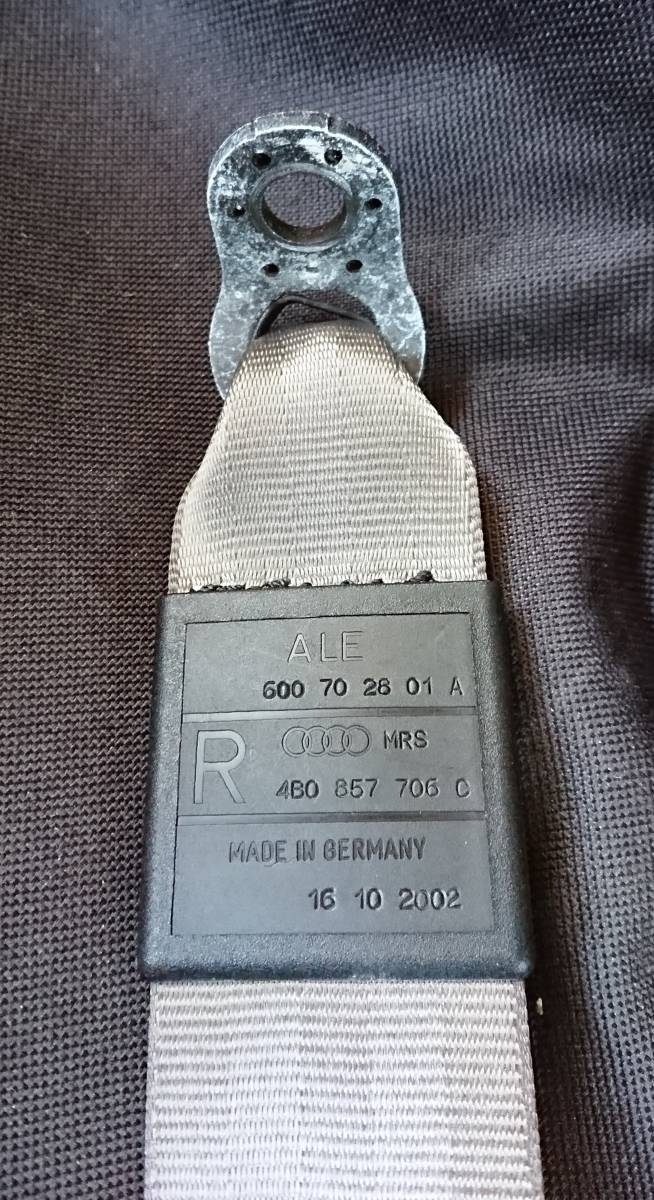 ALE
600 70 28 01 A
R
MRS
4B0 857 706 C
MADE IN GERMANY
16 10 2002